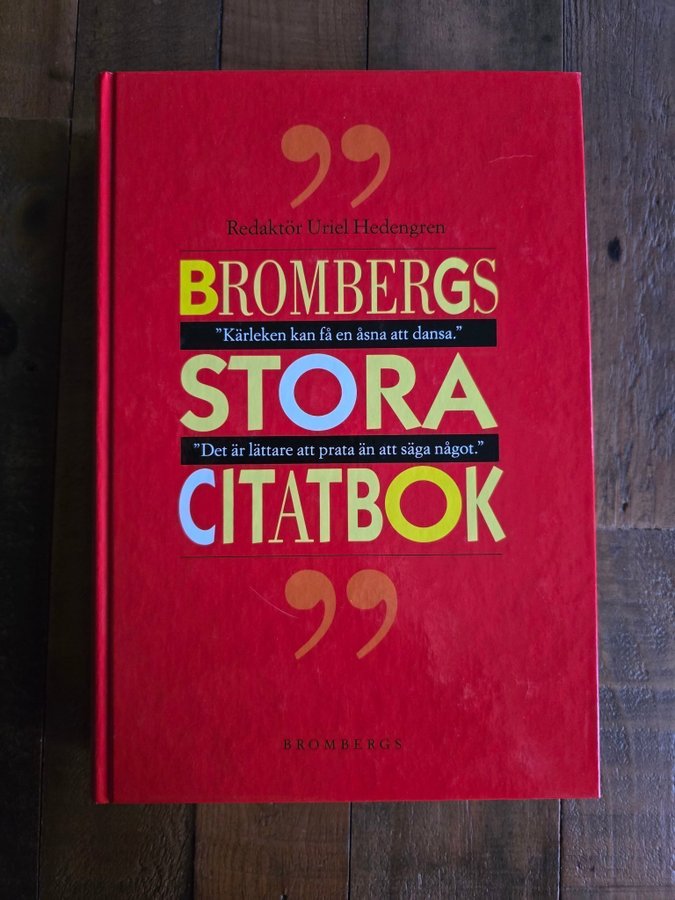 ””
Redaktör Uriel Hedengren
BROMBERGS
”Kärleken kan få en åsna att dansa.”
STORA
”Det är lättare att prata än att säga något.”
CITATBOK
””
BROMBERGS